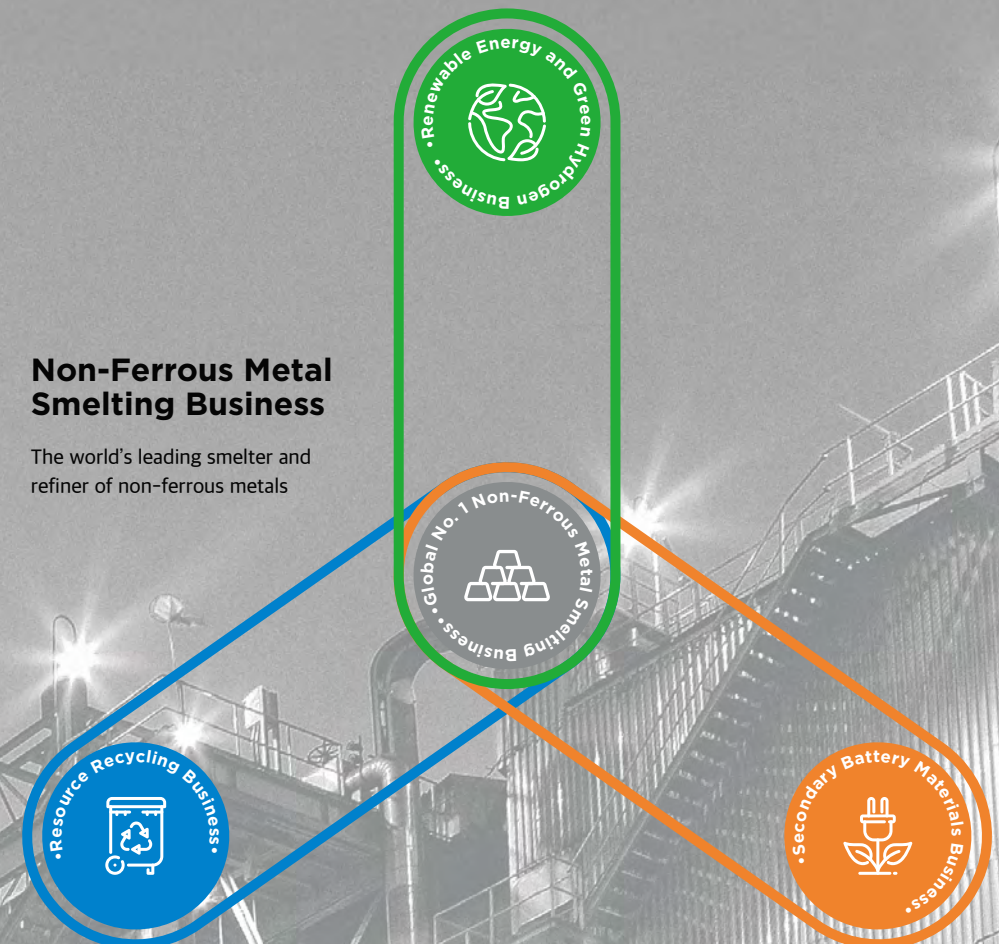 • Renewable Energy and Green Hydrogen Business •
Non-Ferrous Metal
Smelting Business
The world's leading smelter and
refiner of non-ferrous metals
• Global No. 1 Non-Ferrous Metal Smelting Business •
• Resource Recycling Business •
• Secondary Battery Materials Business •